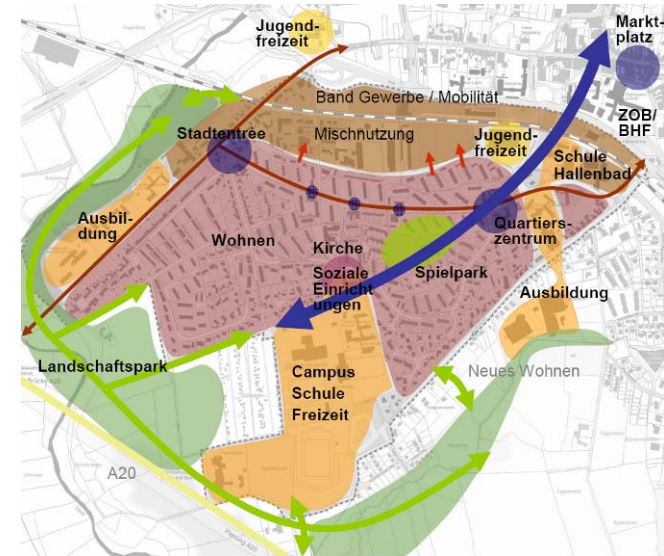 Jugend-
freizeit
Markt-
platz
Band Gewerbe / Mobilität
ZOB/
BHF
Stadtentrée
Mischnutzung
Jugend-
freizeit
Schule
Hallenbad
Ausbil-
dung
Wohnen
Kirche
Soziale
Einricht
ungen
Spielpark
Quartiers-
zentrum
Ausbildung
Landschaftspark
Campus
Schule
Freizeit
Neues Wohnen
A20